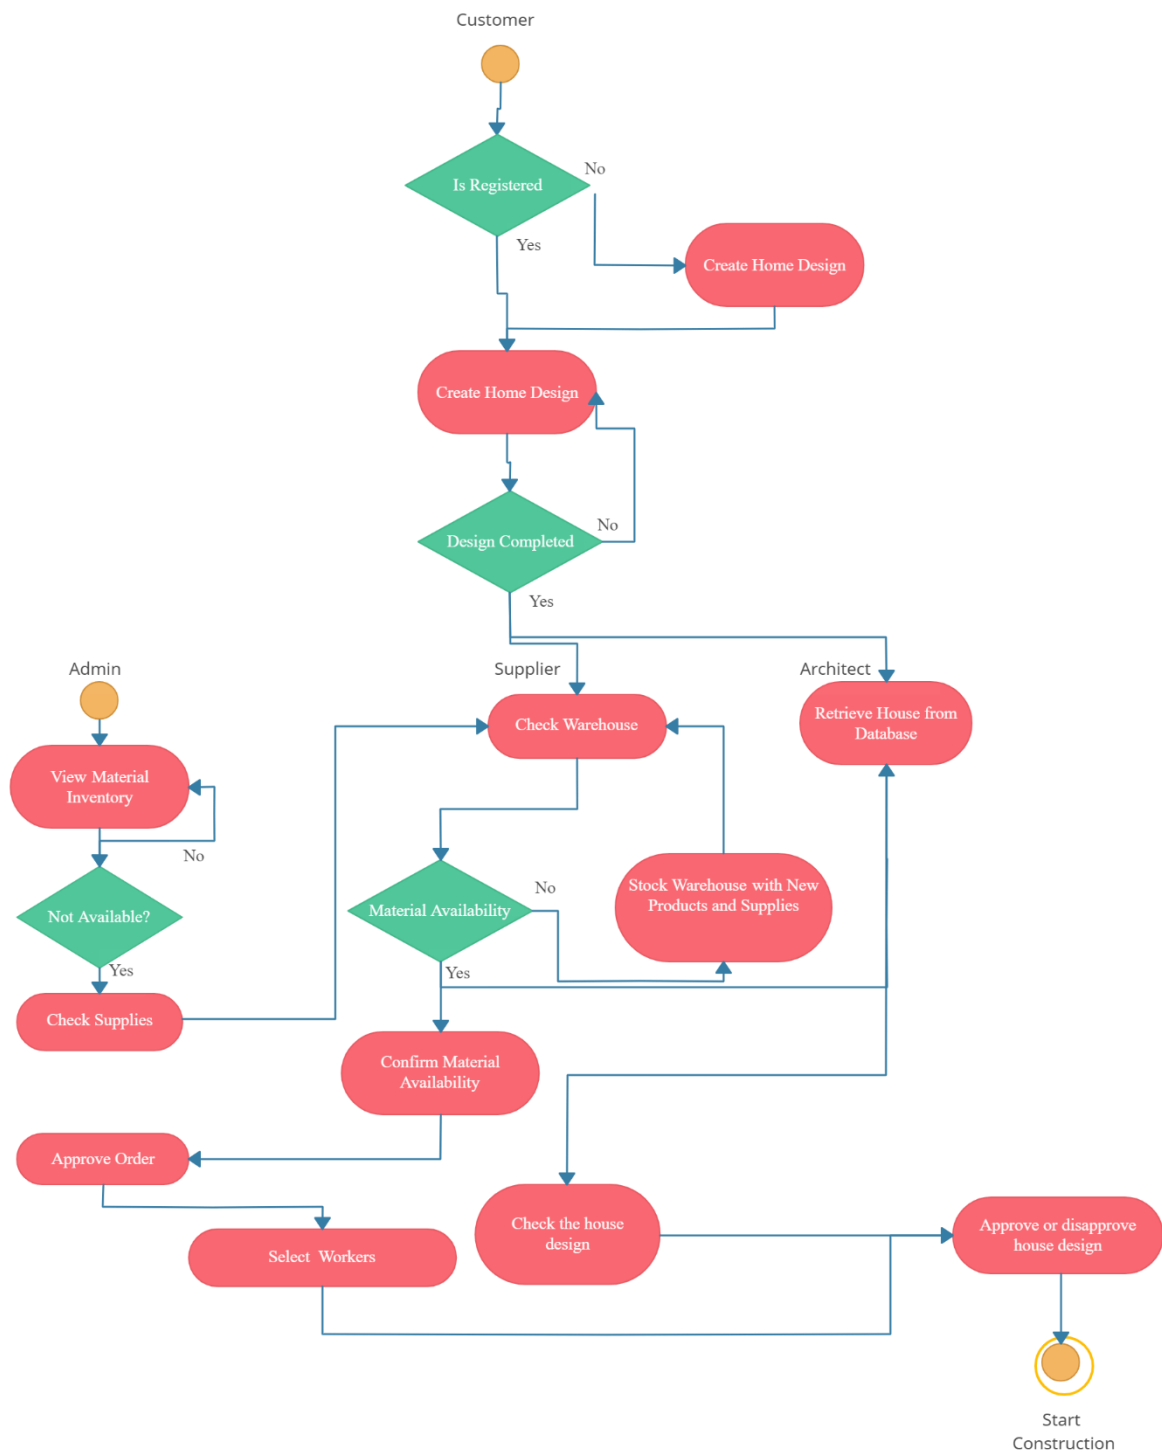 Customer
Is Registered
No
Yes
Create Home Design
Create Home Design
Design Completed
No
Yes
Admin
Supplier
Architect
Check Warehouse
Retrieve House from
Database
View Material
Inventory
No
Not Available?
Yes
Check Supplies
Material Availability
No
Yes
Stock Warehouse with New
Products and Supplies
Confirm Material
Availability
Approve Order
Select Workers
Check the house
design
Approve or disapprove
house design
Start
Construction